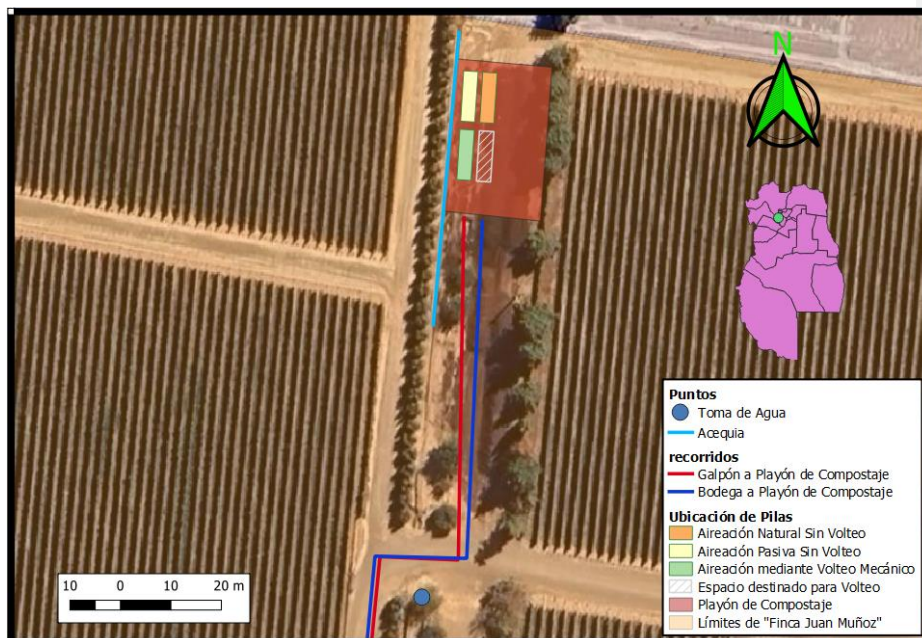 N
Puntos
Toma de Agua
Acequia
recorridos
Galpón a Playón de Compostaje
Bodega a Playón de Compostaje
Ubicación de Pilas
Aireación Natural Sin Volteo
Aireación Pasiva Sin Volteo
Aireación mediante Volteo Mecánico
Espacio destinado para Volteo
Playón de Compostaje
Límites de "Finca Juan Muñoz"
10 0 10 20 m